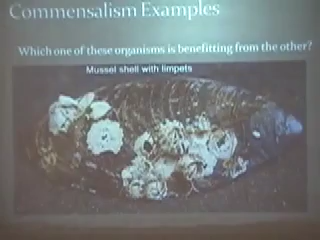 Commensalism Examples
Which one of these organisms is benefitting from the other?
Mussel shell with limpets